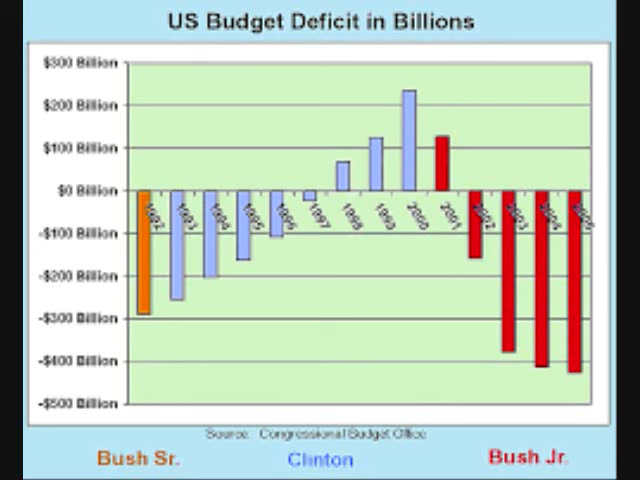 US Budget Deficit in Billions
$300 Billion
$200 Billion
$100 Billion
$0 Billion
-$100 Billion
-$200 Billion
-$300 Billion
-$400 Billion
-$500 Billion
1992
1993
1994
1995
1996
1997
1998
1999
2000
2001
2002
2003
2004
2005
Source: Congressional Budget Office
Bush Sr.
Clinton
Bush Jr.